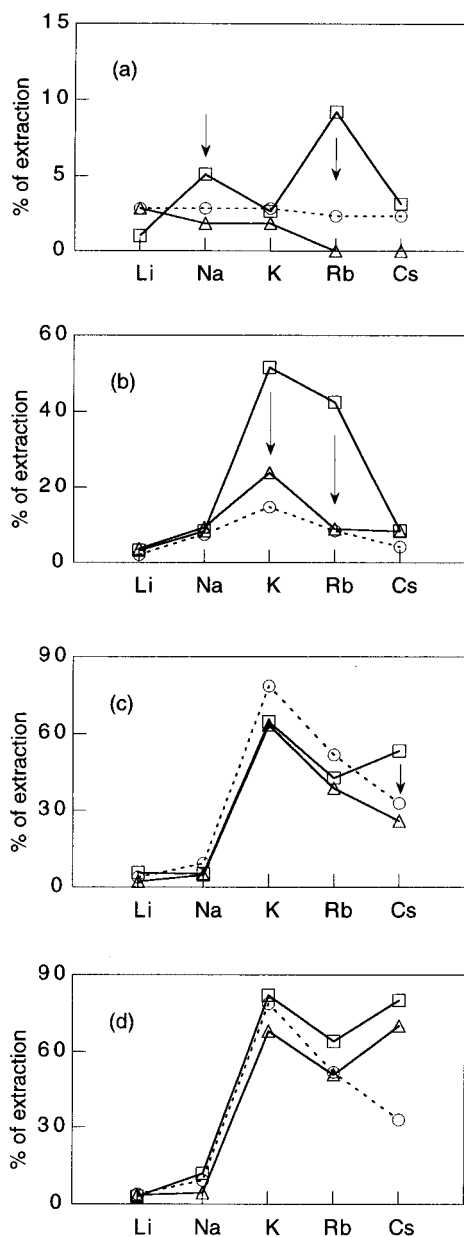 15
(a)
10
5
0
% of extraction
Li Na K Rb Cs
60
(b)
40
20
0
% of extraction
Li Na K Rb Cs
90
(c)
60
30
0
% of extraction
Li Na K Rb Cs
90
(d)
60
30
0
% of extraction
Li Na K Rb Cs